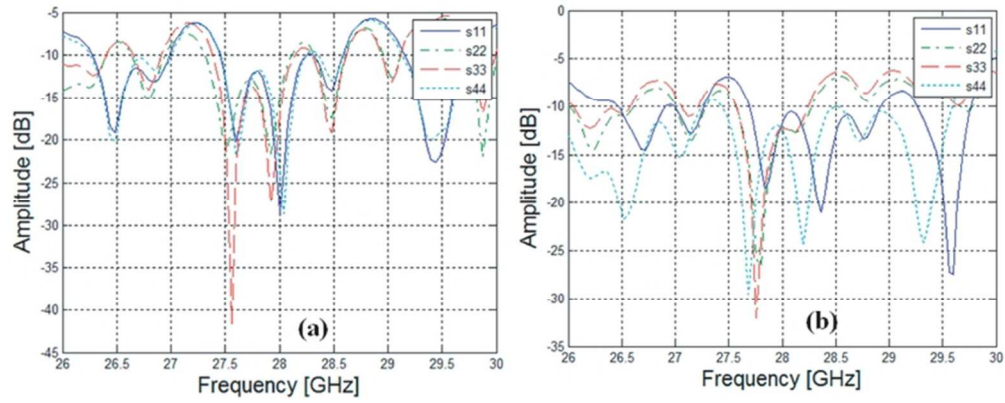 -5
-10
-15
-20
-25
-30
-35
-40
-45
26
26.5
27
27.5
28
28.5
29
29.5
30
Amplitude [dB]
Frequency [GHz]
s11
s22
s33
s44
(a)
0
-5
-10
-15
-20
-25
-30
-35
26
26.5
27
27.5
28
28.5
29
29.5
30
Amplitude [dB]
Frequency [GHz]
s11
s22
s33
s44
(b)